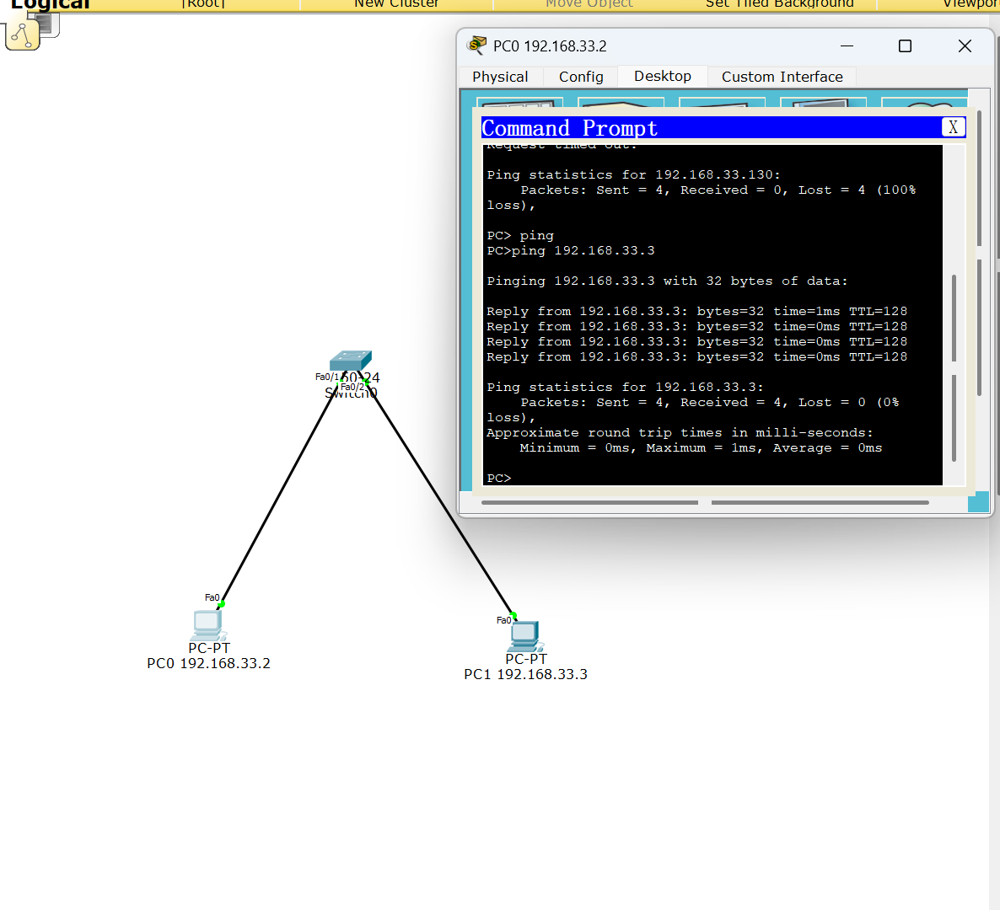 Logical
[Root]
New Cluster
Move Object
Set Tiled Background
Viewport
PC0 192.168.33.2
Physical
Config
Desktop
Custom Interface
Command Prompt
X
Request timed out.
Ping statistics for 192.168.33.130:
Packets: Sent = 4, Received = 0, Lost = 4 (100%
loss),
PC> ping
PC>ping 192.168.33.3
Pinging 192.168.33.3 with 32 bytes of data:
Reply from 192.168.33.3: bytes=32 time=1ms TTL=128
Reply from 192.168.33.3: bytes=32 time=0ms TTL=128
Reply from 192.168.33.3: bytes=32 time=0ms TTL=128
Reply from 192.168.33.3: bytes=32 time=0ms TTL=128
Ping statistics for 192.168.33.3:
Packets: Sent = 4, Received = 4, Lost = 0 (0%
loss),
Approximate round trip times in milli-seconds:
Minimum = 0ms, Maximum = 1ms, Average = 0ms
PC>
Fa0/1
Fa0/2
Switch0
Fa0
PC-PT
PC0 192.168.33.2
Fa0
PC-PT
PC1 192.168.33.3